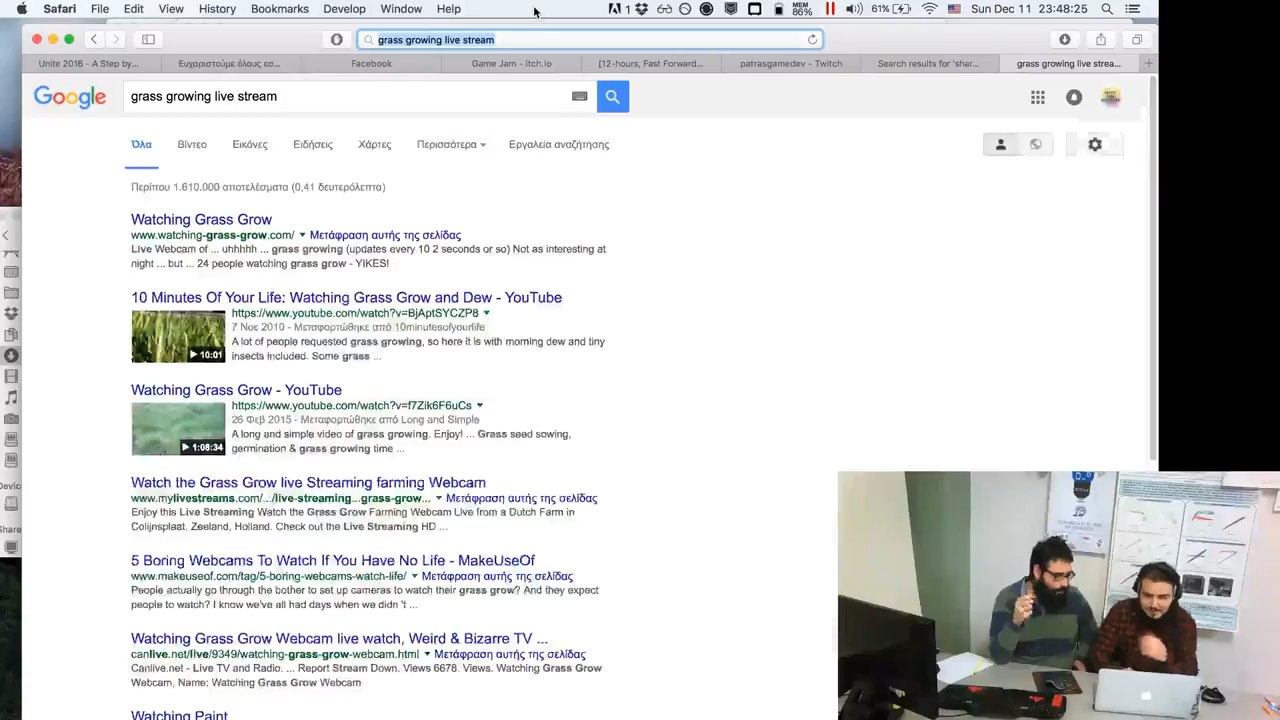 Safari File Edit View History Bookmarks Develop Window Help 1 MEM 86% 61% Sun Dec 11 23:48:25
grass growing live stream
Unite 2016 - A Step by... Ευχαριστούμε όλους εσ... Facebook Game Jam - itch.io [12-hours, Fast Forward... patrasgamedev - Twitch Search results for 'shar... grass growing live strea...
Google grass growing live stream
Όλα Βίντεο Εικόνες Ειδήσεις Χάρτες Περισσότερα Εργαλεία αναζήτησης
Περίπου 1.610.000 αποτελέσματα (0,41 δευτερόλεπτα)
Watching Grass Grow
www.watching-grass-grow.com/ Μετάφραση αυτής της σελίδας
Live Webcam of ... uhhhhh ... grass growing (updates every 10 2 seconds or so) Not as interesting at
night ... but ... 24 people watching grass grow - YIKES!
10 Minutes Of Your Life: Watching Grass Grow and Dew - YouTube
https://www.youtube.com/watch?v=BjAptSYCZP8
7 Νοε 2010 - Μεταφορτώθηκε από 10minutesofyourlife
A lot of people requested grass growing, so here it is with morning dew and tiny
insects included. Some grass ...
10:01
Watching Grass Grow - YouTube
https://www.youtube.com/watch?v=f7Zik6F6uCs
26 Φεβ 2015 - Μεταφορτώθηκε από Long and Simple
A long and simple video of grass growing. Enjoy! ... Grass seed sowing,
germination & grass growing time ...
1:08:34
Watch the Grass Grow live Streaming farming Webcam
www.mylivestreams.com/.../live-streaming...grass-grow... Μετάφραση αυτής της σελίδας
Enjoy this Live Streaming Watch the Grass Grow Farming Webcam Live from a Dutch Farm in
Colijnsplaat. Zeeland, Holland. Check out the Live Streaming HD ...
5 Boring Webcams To Watch If You Have No Life - MakeUseOf
www.makeuseof.com/tag/5-boring-webcams-watch-life/ Μετάφραση αυτής της σελίδας
People actually go through the bother to set up cameras to watch their grass grow? And they expect
people to watch? I know we've all had days when we didn 't ...
Watching Grass Grow Webcam live watch, Weird & Bizarre TV ...
canlive.net/live/9349/watching-grass-grow-webcam.html Μετάφραση αυτής της σελίδας
Canlive.net - Live TV and Radio. ... Report Stream Down. Views 6678. Views. Watching Grass Grow
Webcam, Name: Watching Grass Grow Webcam
Watching Paint
Devic
Share